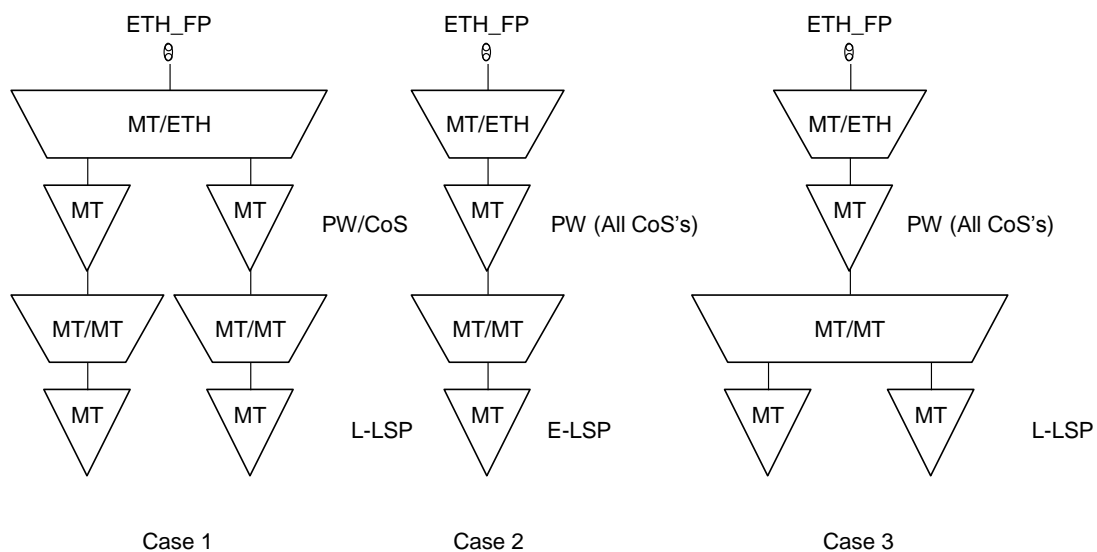 ETH_FP
ETH_FP
ETH_FP
MT/ETH
MT/ETH
MT/ETH
MT
MT
PW/CoS
MT
PW (All CoS's)
MT
PW (All CoS's)
MT/MT
MT/MT
MT/MT
MT/MT
MT
MT
L-LSP
MT
E-LSP
MT
MT
L-LSP
Case 1
Case 2
Case 3